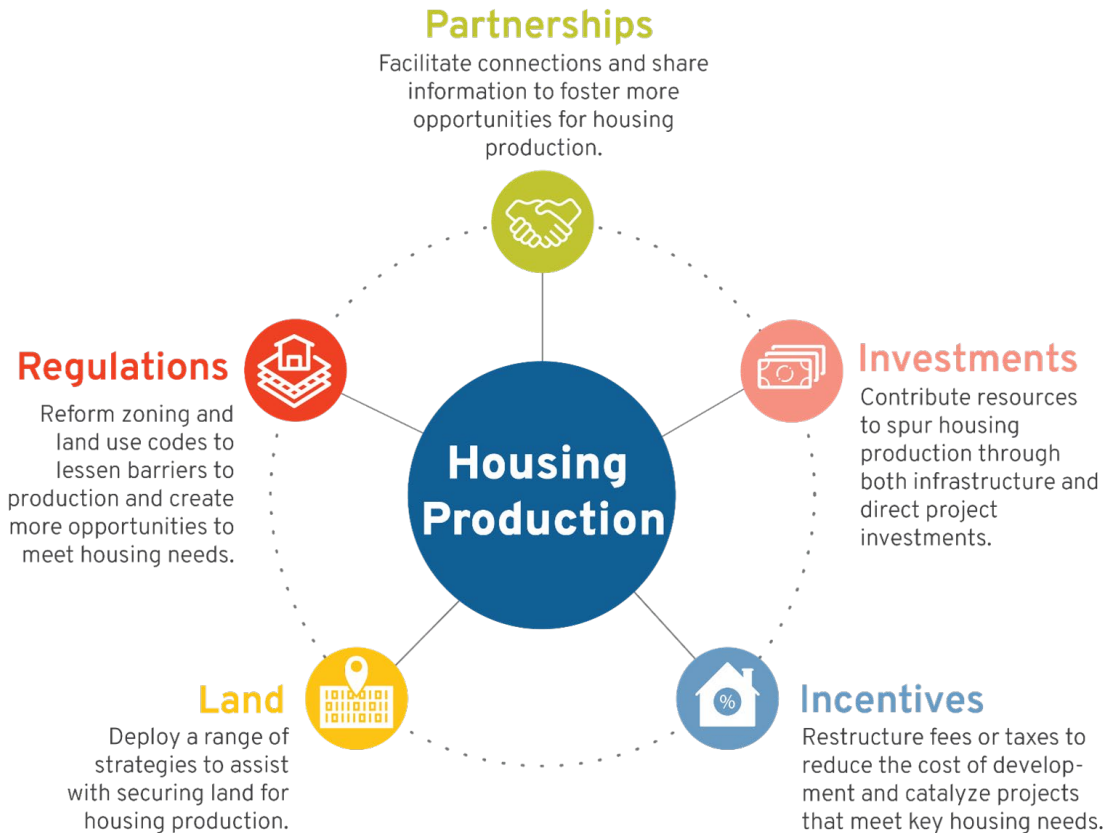 Partnerships
Facilitate connections and share
information to foster more
opportunities for housing
production.
Regulations
Reform zoning and
land use codes to
lessen barriers to
production and create
more opportunities to
meet housing needs.
Housing
Production
Investments
Contribute resources
to spur housing
production through
both infrastructure and
direct project
investments.
Land
Deploy a range of
strategies to assist
with securing land for
housing production.
%
Incentives
Restructure fees or taxes to
reduce the cost of develop-
ment and catalyze projects
that meet key housing needs.